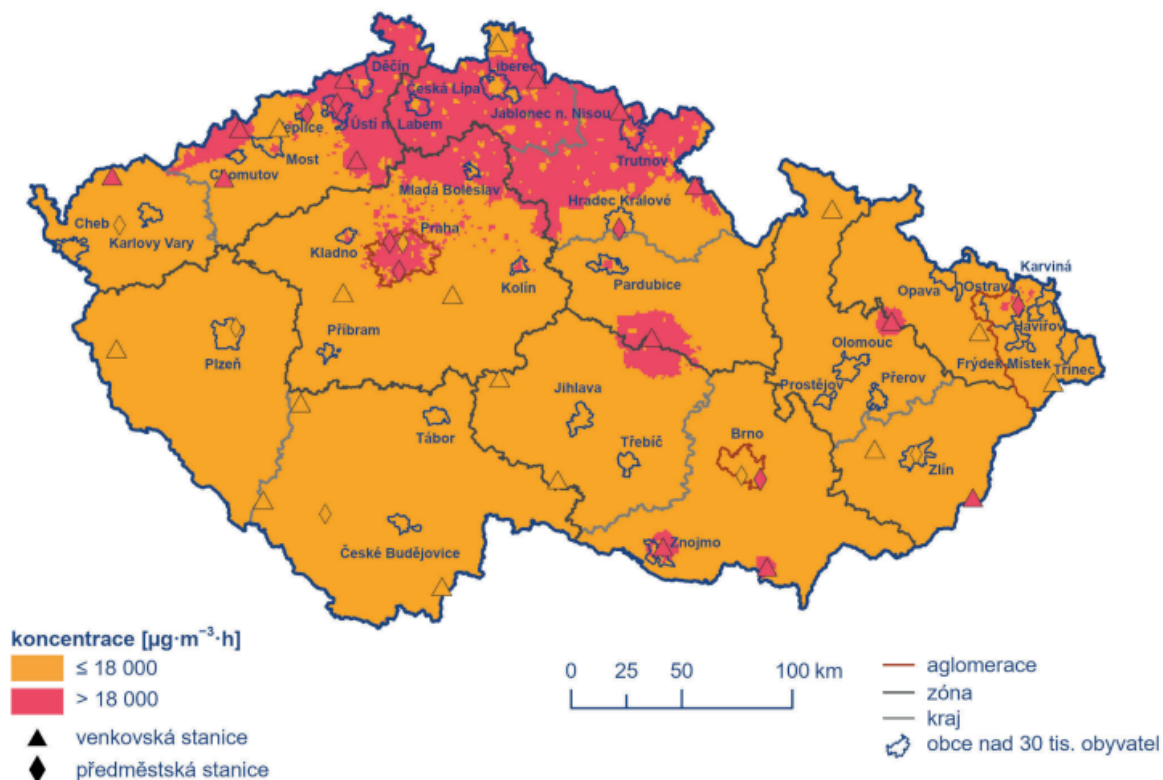 Děčín
Liberec
Česká Lípa
Teplice
Ústí n. Labem
Jablonec n. Nisou
Most
Trutnov
Chomutov
Mladá Boleslav
Hradec Králové
Cheb
Karlovy Vary
Praha
Kladno
Kolín
Pardubice
Karviná
Opava
Ostrava
Havířov
Příbram
Plzeň
Olomouc
Frýdek Místek
Třinec
Jihlava
Prostějov
Přerov
Tábor
Třebíč
Brno
Zlín
České Budějovice
Znojmo
koncentrace [µg·m⁻³·h]
≤ 18 000
> 18 000
venkovská stanice
předměstská stanice
0 25 50 100 km
aglomerace
zóna
kraj
obce nad 30 tis. obyvatel